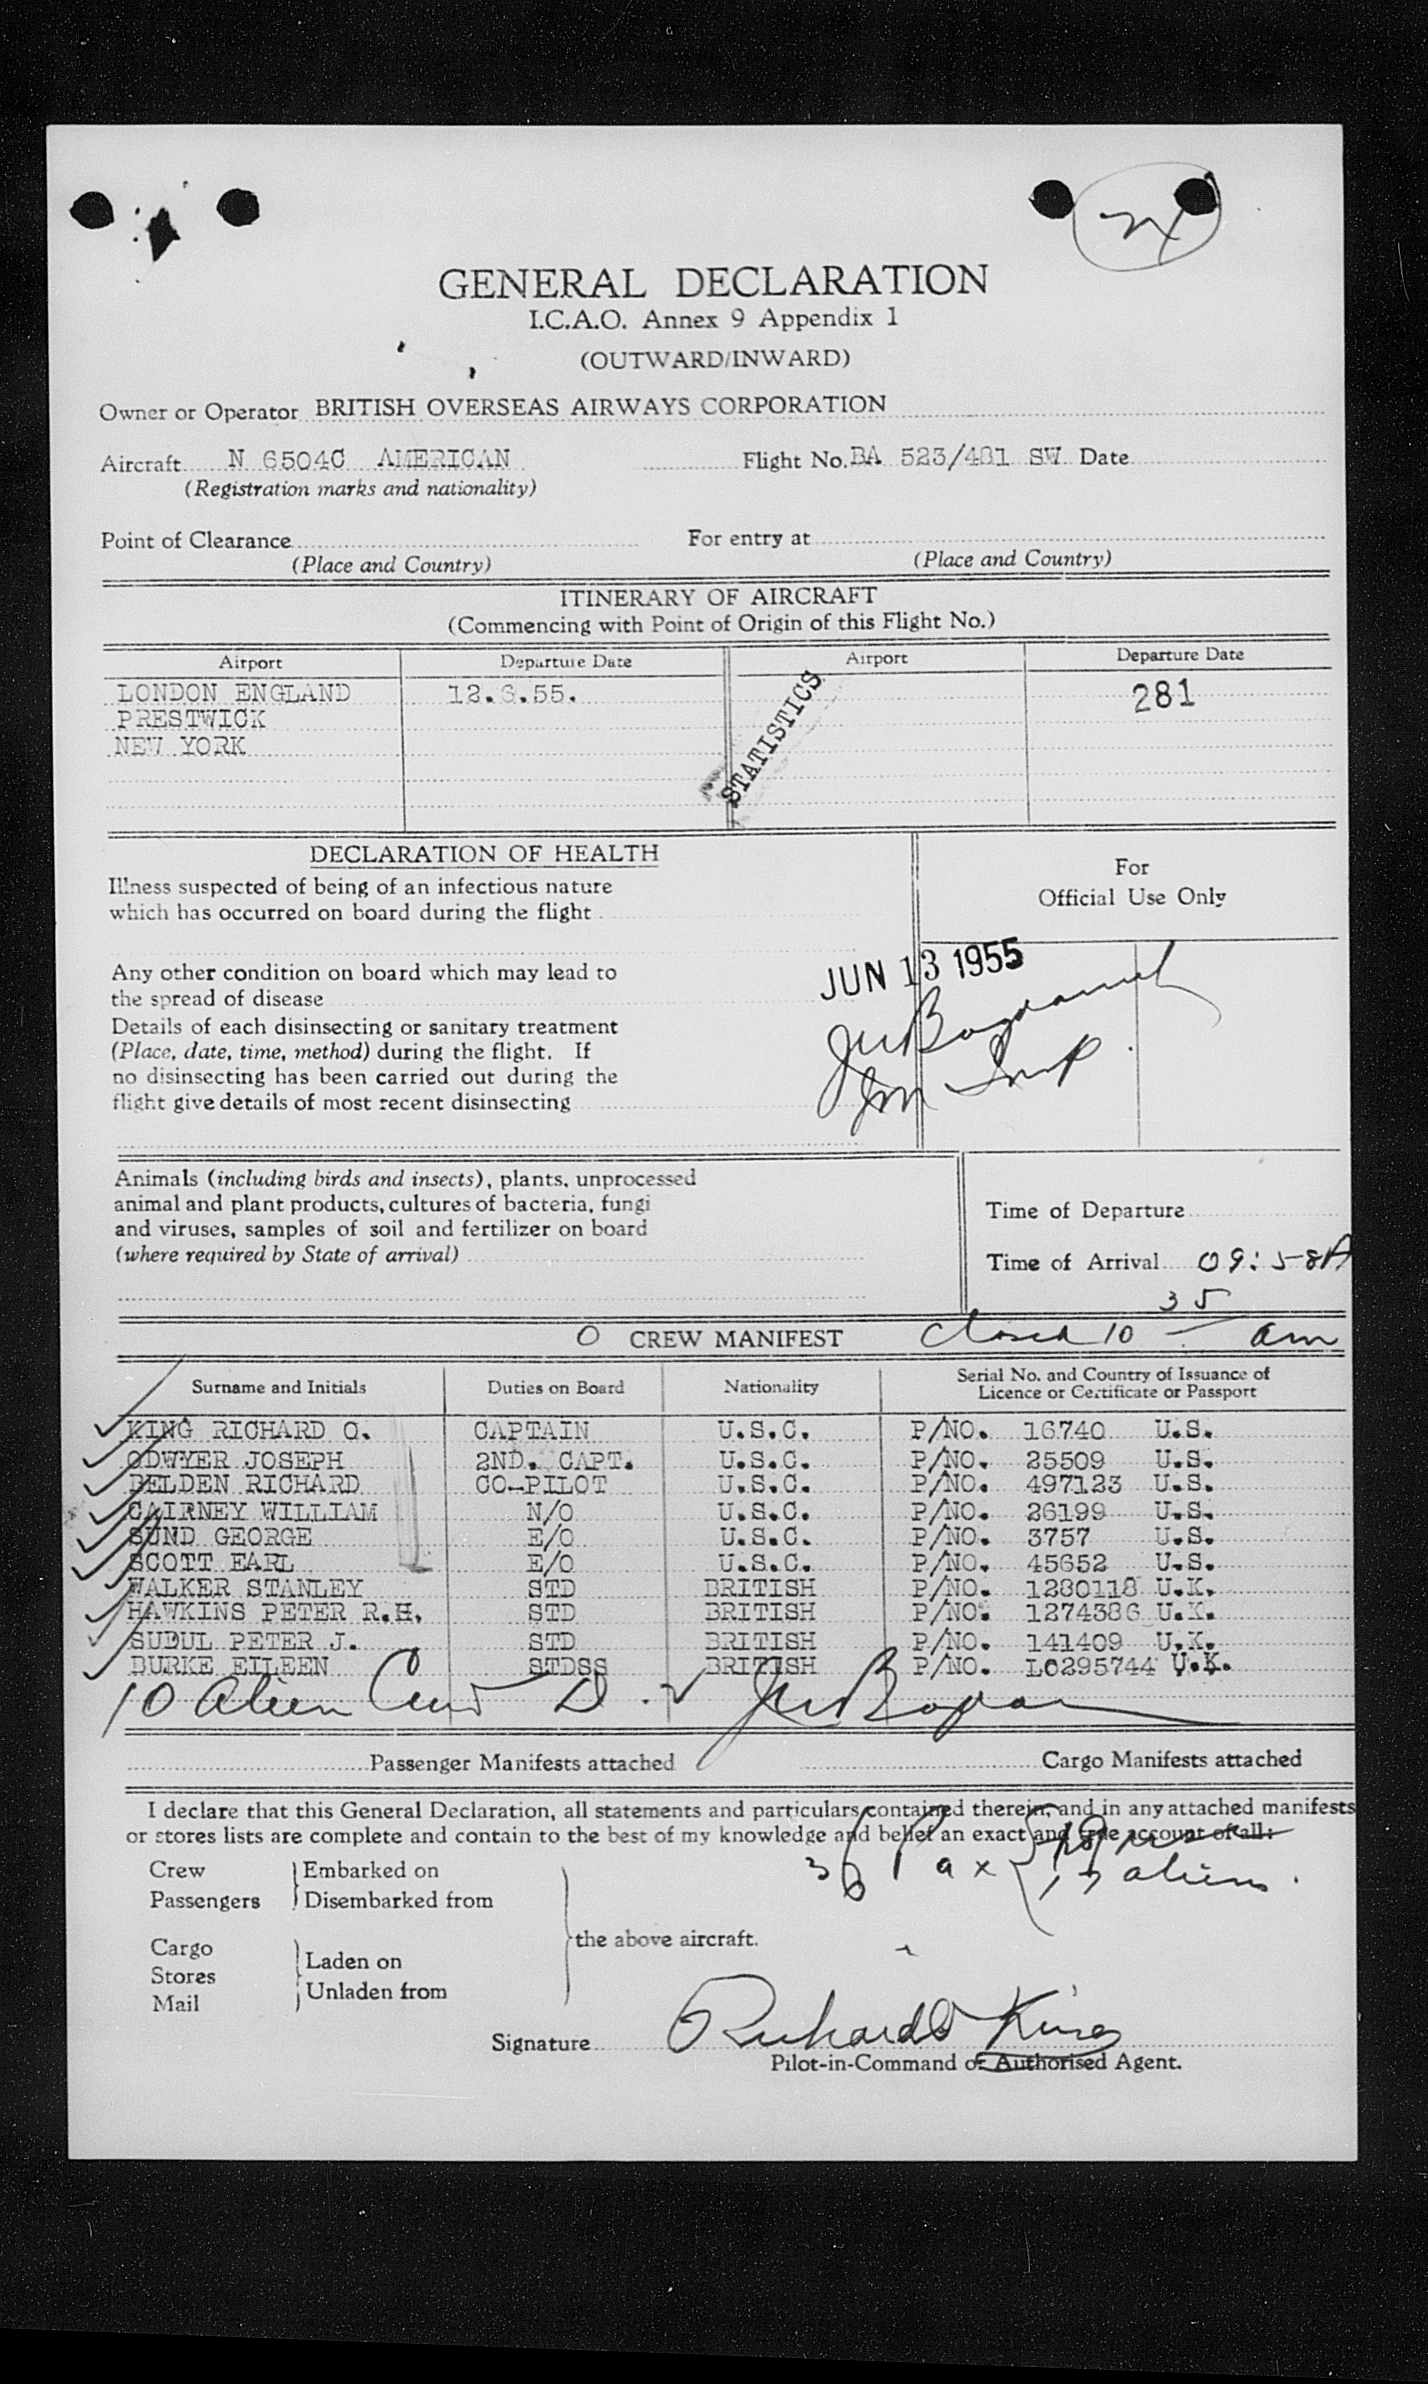 GENERAL DECLARATION
I.C.A.O. Annex 9 Appendix 1
(OUTWARD/INWARD)
Owner or Operator BRITISH OVERSEAS AIRWAYS CORPORATION
Aircraft N 6504C AMERICAN Flight No. BA 523/481 SW Date
(Registration marks and nationality)
Point of Clearance For entry at
(Place and Country) (Place and Country)
ITINERARY OF AIRCRAFT
(Commencing with Point of Origin of this Flight No.)
Airport Departure Date Airport Departure Date
LONDON ENGLAND 12.6.55. 281
PRESTWICK
NEW YORK
STATISTICS
DECLARATION OF HEALTH
Illness suspected of being of an infectious nature
which has occurred on board during the flight
For
Official Use Only
Any other condition on board which may lead to
the spread of disease
JUN 13 1955
Details of each disinsecting or sanitary treatment
(Place, date, time, method) during the flight. If
no disinsecting has been carried out during the
flight give details of most recent disinsecting
Imm Insp.
Animals (including birds and insects), plants, unprocessed
animal and plant products, cultures of bacteria, fungi
and viruses, samples of soil and fertilizer on board
(where required by State of arrival)
Time of Departure
Time of Arrival 09:58A
35
O CREW MANIFEST Closed 10 — am
Surname and Initials Duties on Board Nationality Serial No. and Country of Issuance of
Licence or Certificate or Passport
KING RICHARD O. CAPTAIN U.S.C. P/NO. 16740 U.S.
ODWYER JOSEPH 2ND. CAPT. U.S.C. P/NO. 25509 U.S.
BELDEN RICHARD CO-PILOT U.S.C. P/NO. 497123 U.S.
CAIRNEY WILLIAM N/O U.S.C. P/NO. 26199 U.S.
SUND GEORGE E/O U.S.C. P/NO. 3757 U.S.
SCOTT EARL E/O U.S.C. P/NO. 45652 U.S.
WALKER STANLEY STD BRITISH P/NO. 1280118 U.K.
HAWKINS PETER R.H. STD BRITISH P/NO. 1274386 U.K.
SUDUL PETER J. STD BRITISH P/NO. 141409 U.K.
BURKE EILEEN STDSS BRITISH P/NO. L0295744 U.K.
10 alien Crew
Passenger Manifests attached Cargo Manifests attached
I declare that this General Declaration, all statements and particulars contained therein, and in any attached manifests
or stores lists are complete and contain to the best of my knowledge and belief an exact and true account of all:
36 Pax 17 aliens.
Crew Embarked on
Passengers Disembarked from
the above aircraft.
Cargo
Stores Laden on
Mail Unladen from
Signature Richard O King
Pilot-in-Command or Authorised Agent.